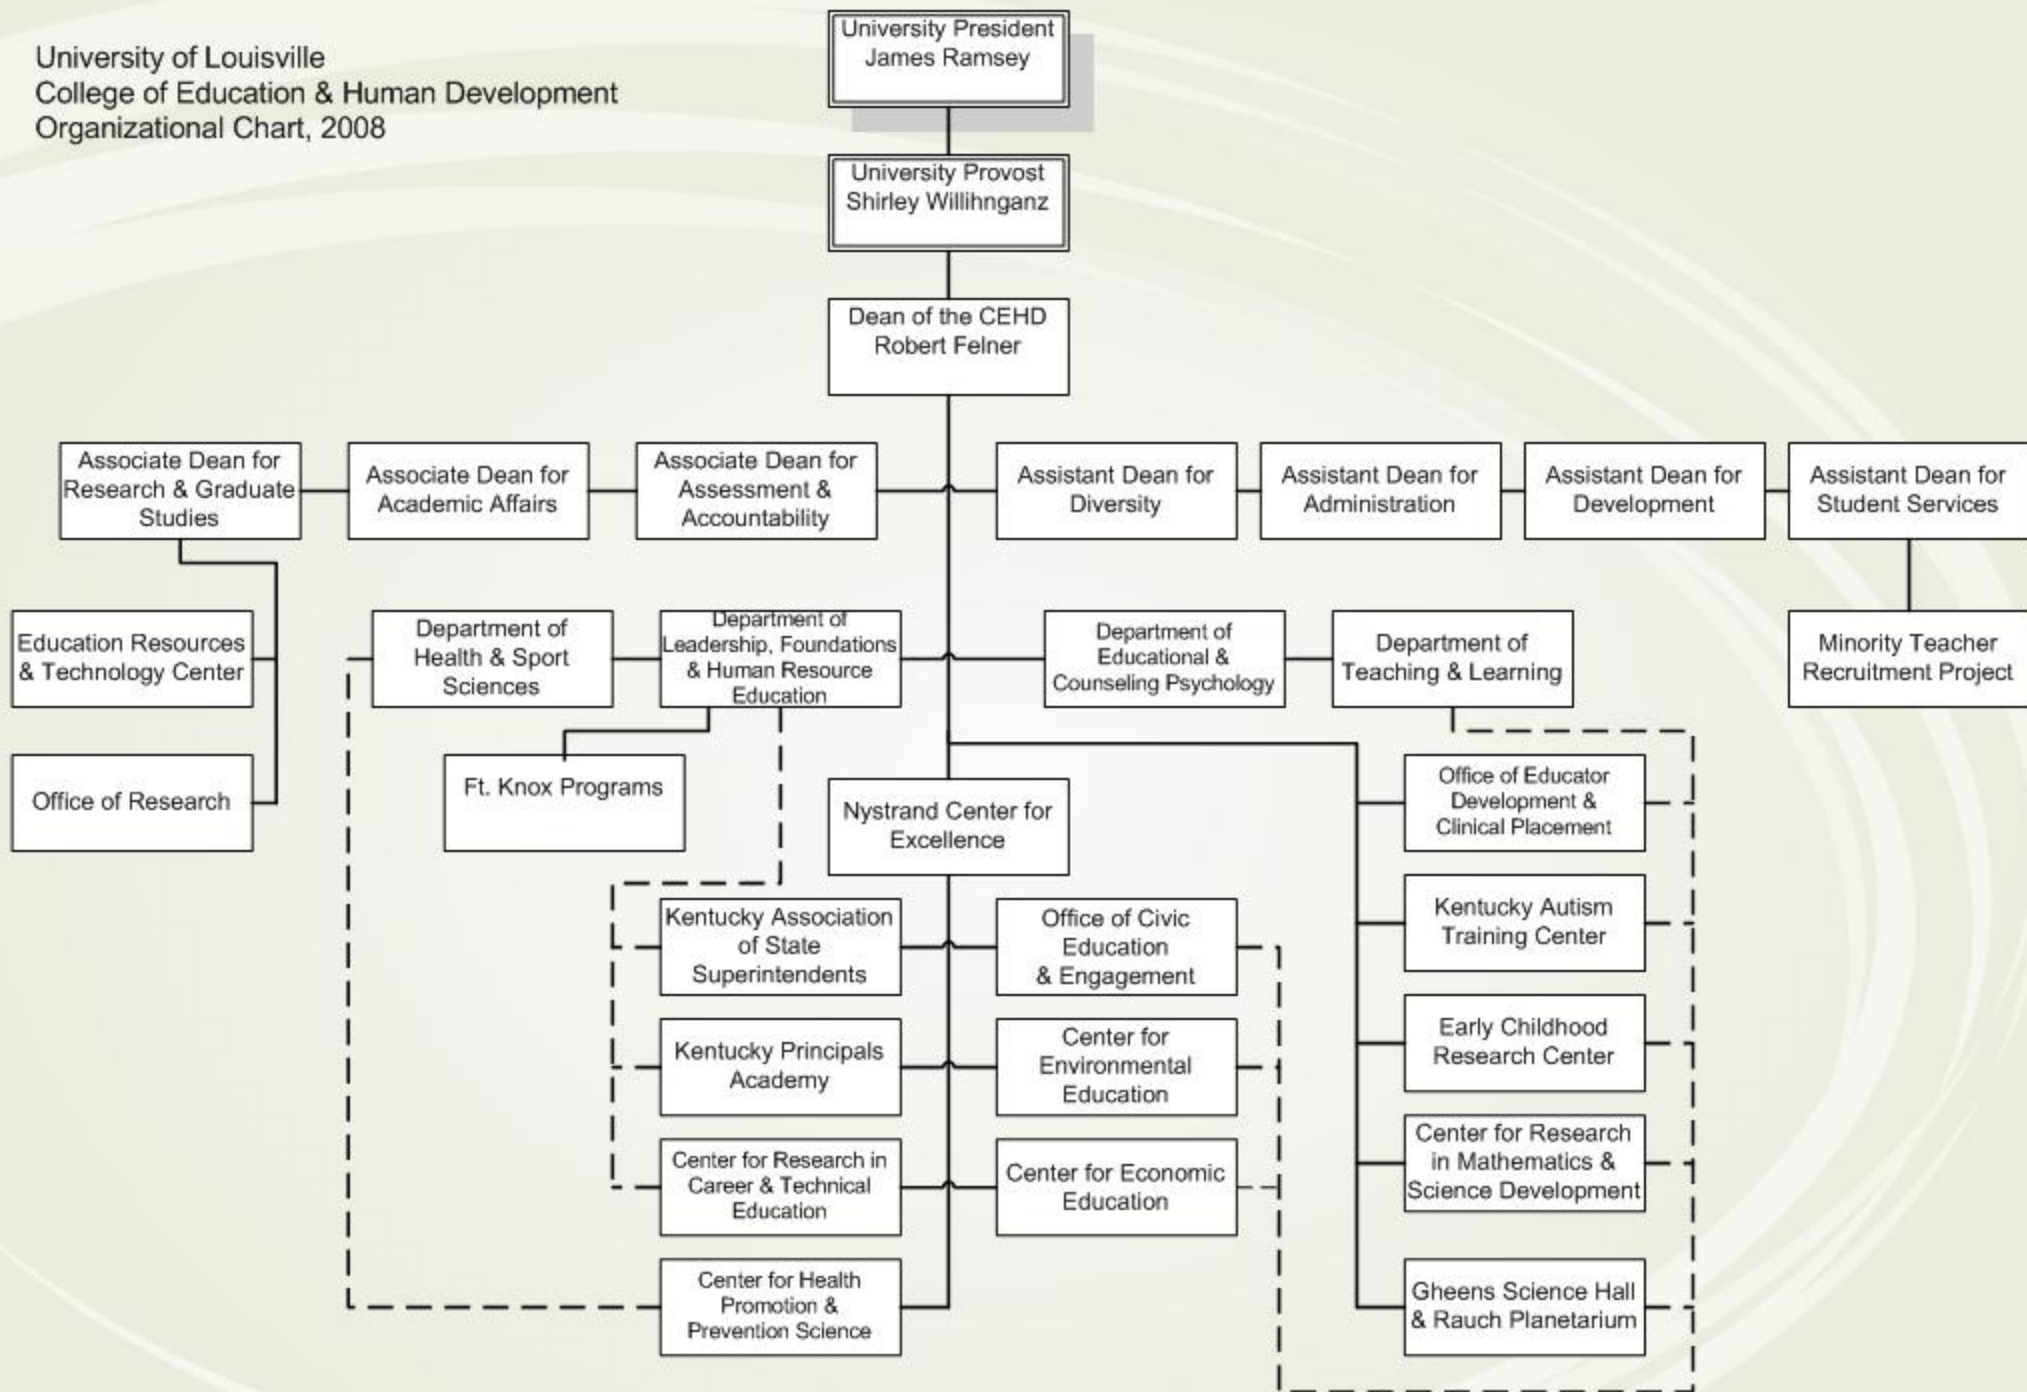 University of Louisville
College of Education & Human Development
Organizational Chart, 2008
University President
James Ramsey
University Provost
Shirley Willihnganz
Dean of the CEHD
Robert Felner
Associate Dean for
Research & Graduate
Studies
Associate Dean for
Academic Affairs
Associate Dean for
Assessment &
Accountability
Assistant Dean for
Diversity
Assistant Dean for
Administration
Assistant Dean for
Development
Assistant Dean for
Student Services
Education Resources
& Technology Center
Department of
Health & Sport
Sciences
Department of
Leadership, Foundations
& Human Resource
Education
Department of
Educational &
Counseling Psychology
Department of
Teaching & Learning
Minority Teacher
Recruitment Project
Office of Research
Ft. Knox Programs
Nystrand Center for
Excellence
Office of Educator
Development &
Clinical Placement
Kentucky Association
of State
Superintendents
Office of Civic
Education
& Engagement
Kentucky Autism
Training Center
Kentucky Principals
Academy
Center for
Environmental
Education
Early Childhood
Research Center
Center for Research in
Career & Technical
Education
Center for Economic
Education
Center for Research
in Mathematics &
Science Development
Center for Health
Promotion &
Prevention Science
Gheens Science Hall
& Rauch Planetarium